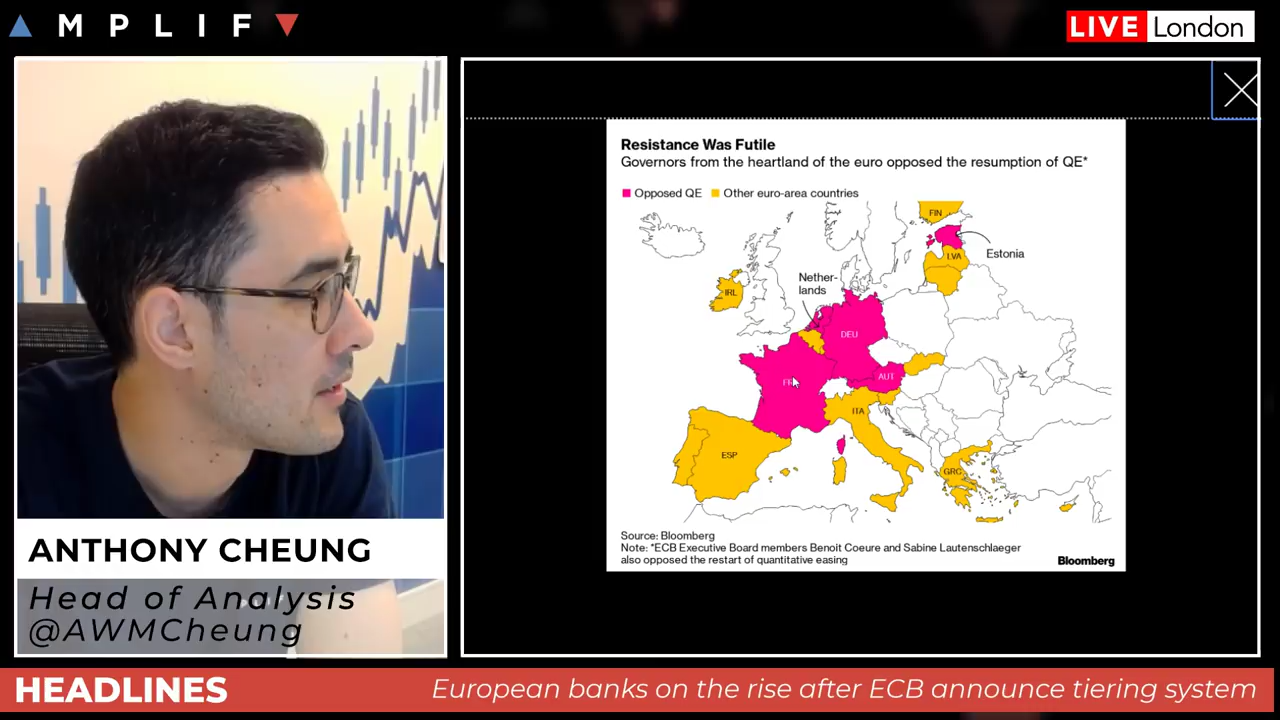 MPLIF
LIVE London
Resistance Was Futile
Governors from the heartland of the euro opposed the resumption of QE*
Opposed QE
Other euro-area countries
FIN
Estonia
LVA
Nether-
lands
IRL
DEU
AUT
ITA
ESP
GRC
Source: Bloomberg
Note: *ECB Executive Board members Benoit Coeure and Sabine Lautenschlaeger
also opposed the restart of quantitative easing
Bloomberg
ANTHONY CHEUNG
Head of Analysis
@AWMCheung
HEADLINES
European banks on the rise after ECB announce tiering system